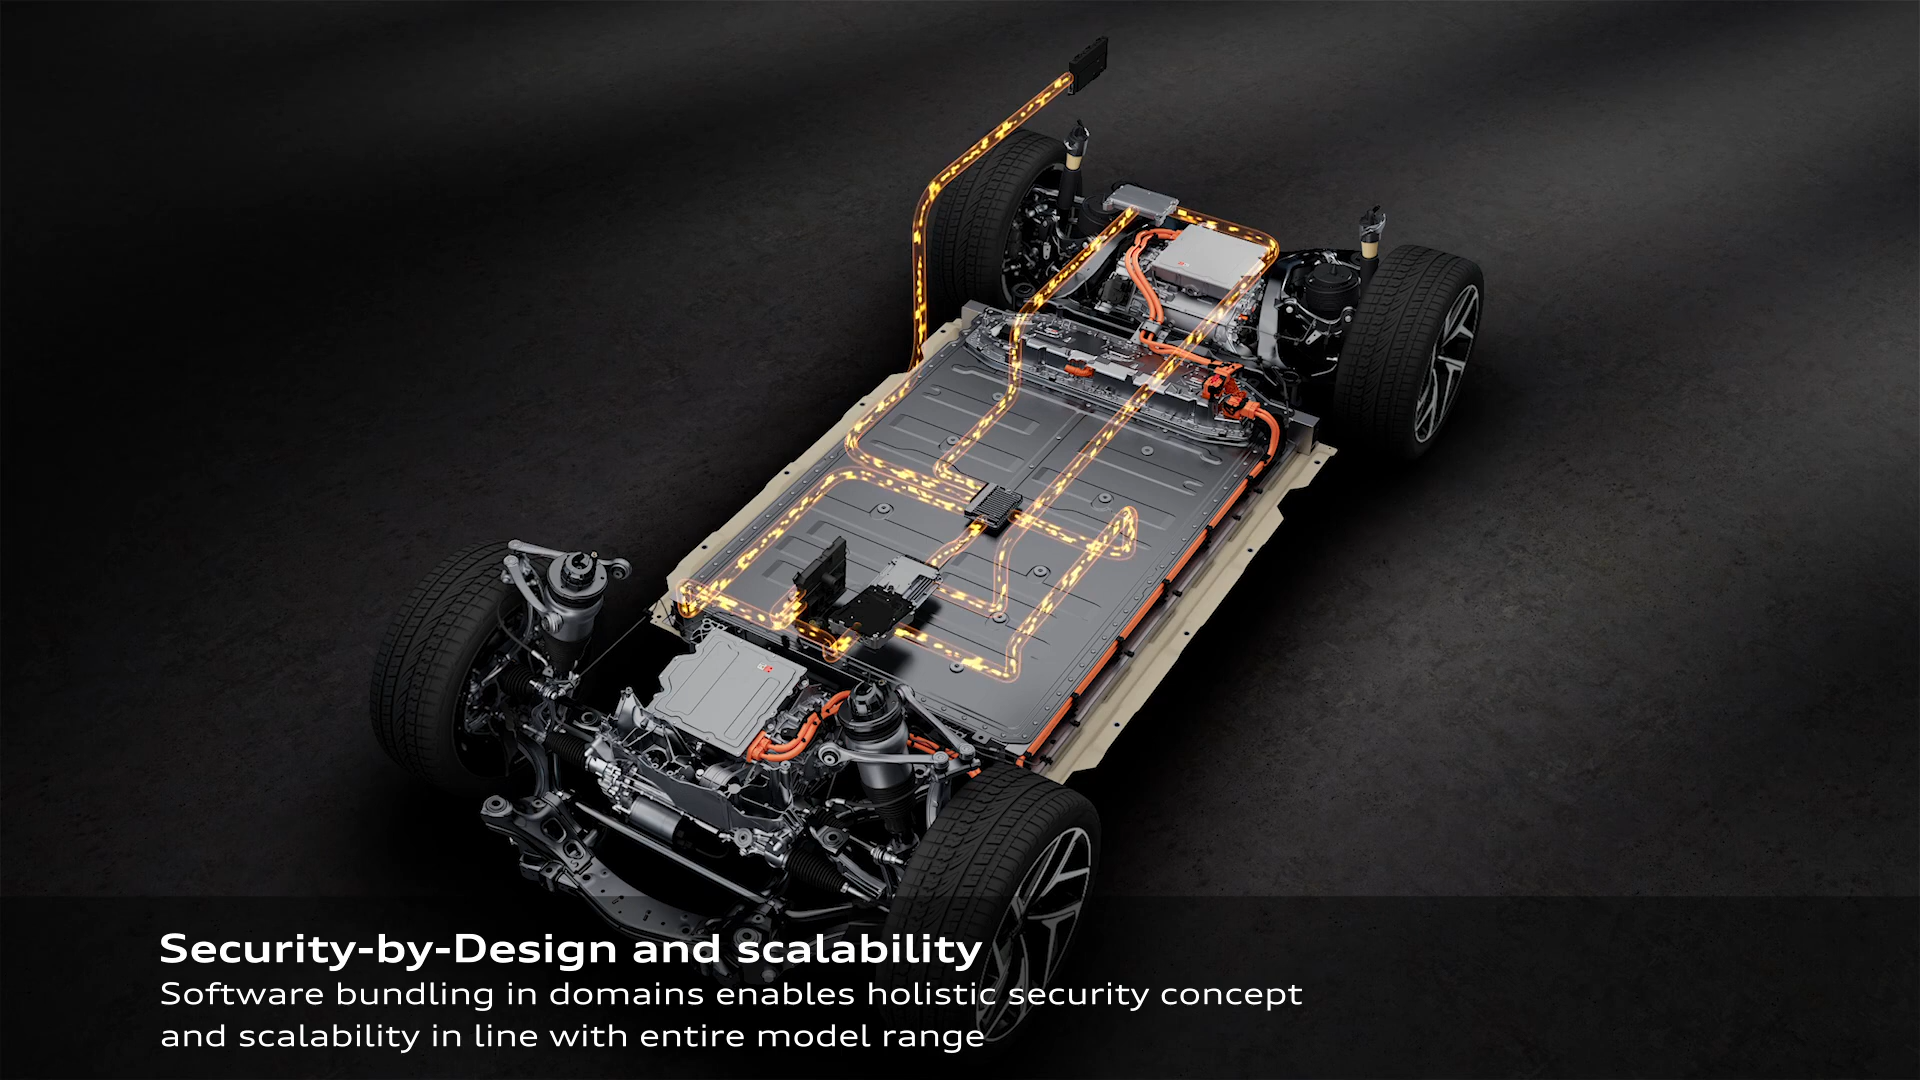 Security-by-Design and scalability
Software bundling in domains enables holistic security concept
and scalability in line with entire model range